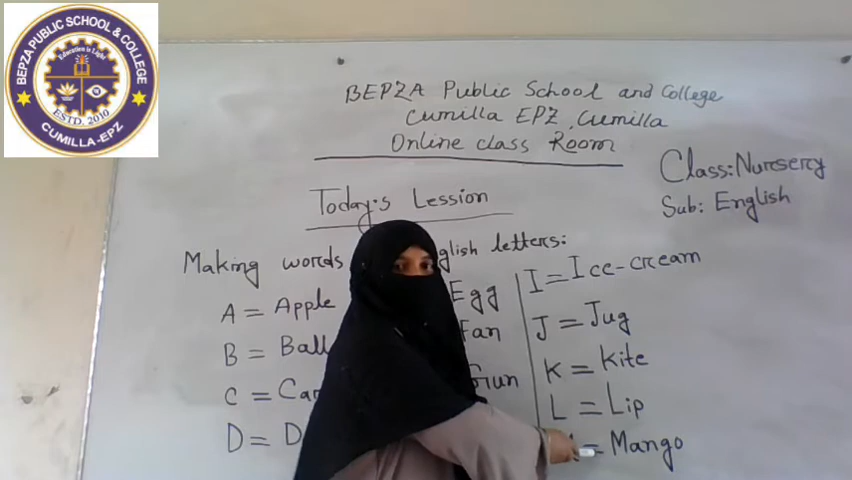 BEPZA PUBLIC SCHOOL & COLLEGE
Education is Light
ESTD. 2010
CUMILLA-EPZ
BEPZA Public School and College
Cumilla EPZ, Cumilla
Online class Room
Class: Nursery
Sub: English
Today's Lession
Making words glish letters:
A = Apple
B = Ball
C = Car
D = D
Egg
Fan
Gun
I = Ice-cream
J = Jug
K = Kite
L = Lip
= Mango